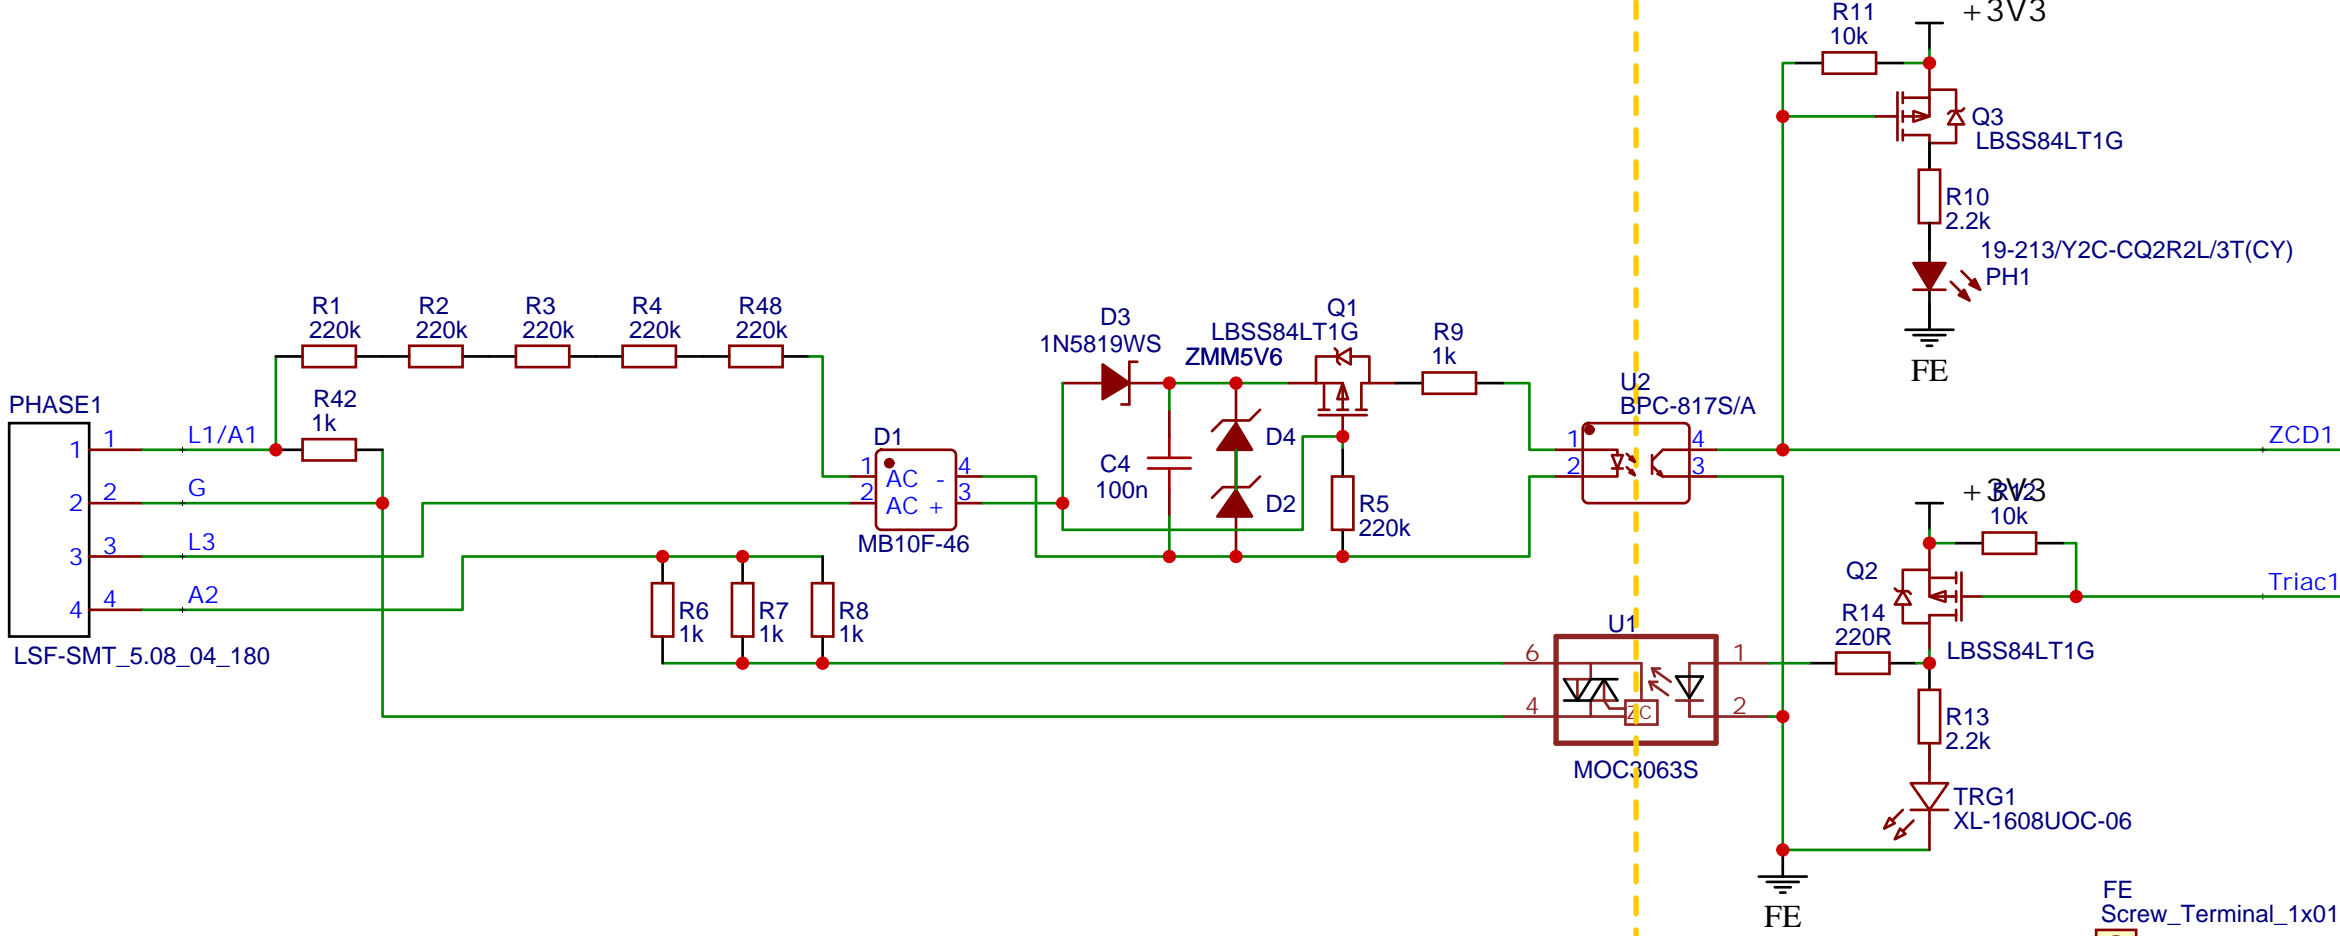 +3V3
R11
10k
Q3
LBSS84LT1G
R10
2.2k
19-213/Y2C-CQ2R2L/3T(CY)
PH1
FE
R1
220k
R2
220k
R3
220k
R4
220k
R48
220k
R42
1k
PHASE1
1 1 L1/A1
2 2 G
3 3 L3
4 4 A2
LSF-SMT_5.08_04_180
D1
1 AC - 4
2 AC + 3
MB10F-46
D3
1N5819WS
C4
100n
ZMM5V6
D4
D2
Q1
LBSS84LT1G
R5
220k
R9
1k
U2
BPC-817S/A
1 4
2 3
ZCD1
R6
1k
R7
1k
R8
1k
U1
6 1
4 ZC 2
MOC3063S
+3V3
R12
10k
Q2
LBSS84LT1G
Triac1
R14
220R
R13
2.2k
TRG1
XL-1608UOC-06
FE
FE
Screw_Terminal_1x01